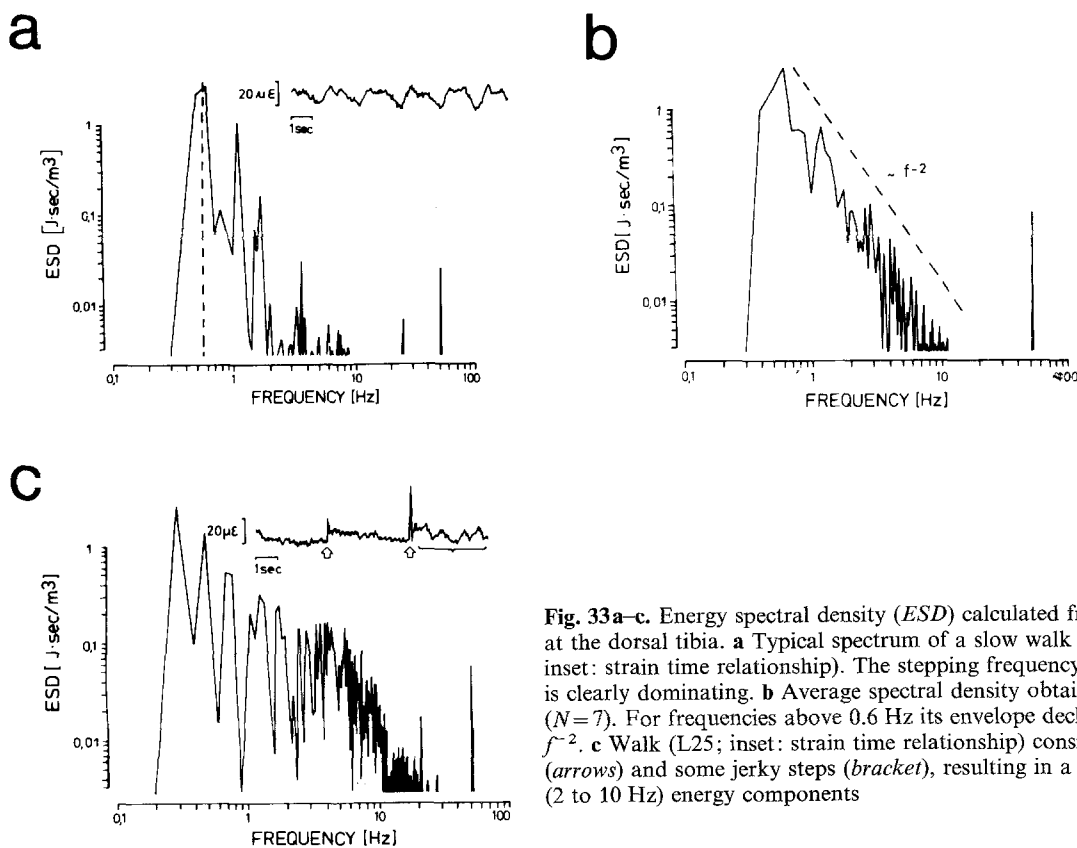 a
20 µE
1 sec
ESD [J·sec/m³]
1
0,1
0,01
0,1 1 10 100
FREQUENCY [Hz]
b
~ f⁻²
ESD [J·sec/m³]
1
0,1
0,01
0,1 1 10
FREQUENCY [Hz]
c
20µE
1sec
ESD [J·sec/m³]
1
0,1
0,01
0,1 1 10 100
FREQUENCY [Hz]
Fig. 33a–c. Energy spectral density (ESD) calculated
at the dorsal tibia. a Typical spectrum of a slow walk
inset: strain time relationship). The stepping frequency
is clearly dominating. b Average spectral density
(N=7). For frequencies above 0.6 Hz its envelope
f⁻². c Walk (L25; inset: strain time relationship)
(arrows) and some jerky steps (bracket), resulting in a
(2 to 10 Hz) energy components